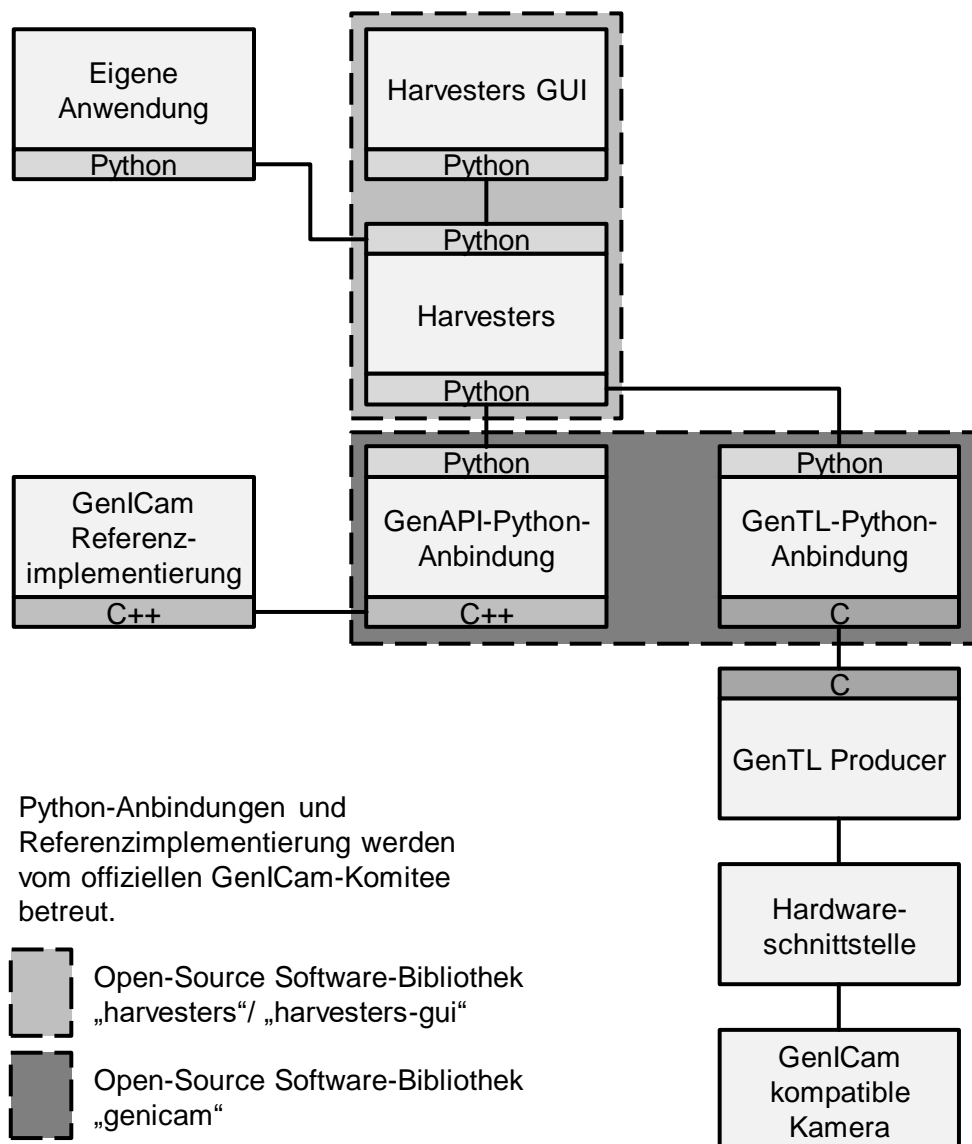 Eigene
Anwendung
Python
Harvesters GUI
Python
Python
Harvesters
Python
GenICam
Referenz-
implementierung
C++
Python
GenAPI-Python-
Anbindung
C++
Python
GenTL-Python-
Anbindung
C
C
GenTL Producer
Hardware-
schnittstelle
GenICam
kompatible
Kamera
Python-Anbindungen und
Referenzimplementierung werden
vom offiziellen GenICam-Komitee
betreut.
Open-Source Software-Bibliothek
„harvesters“/ „harvesters-gui“
Open-Source Software-Bibliothek
„genicam“